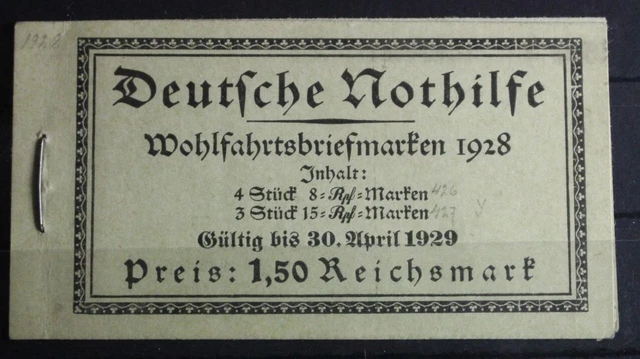 1928
Deutsche Nothilfe
Wohlfahrtsbriefmarken 1928
Inhalt:
4 Stück 8=Rpf=Marken 426
3 Stück 15=Rpf=Marken 427
Gültig bis 30. April 1929
Preis: 1,50 Reichsmark